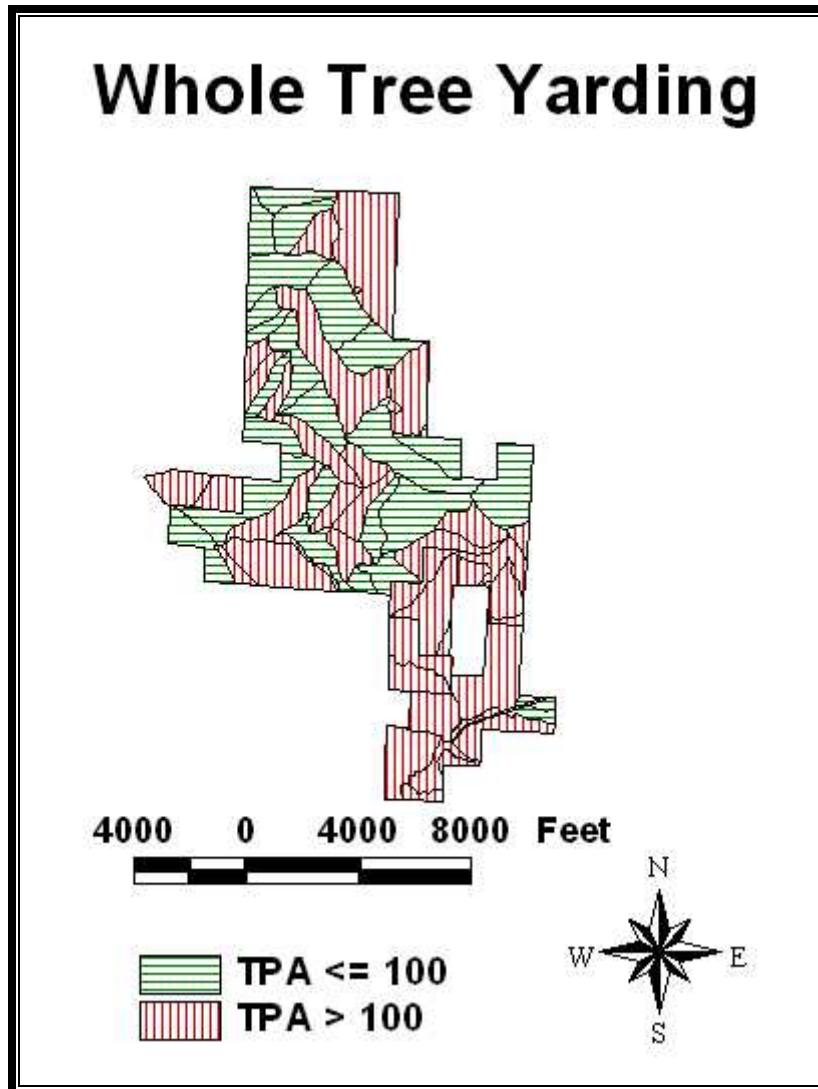 Whole Tree Yarding
4000 0 4000 8000 Feet
N
W E
S
TPA <= 100
TPA > 100